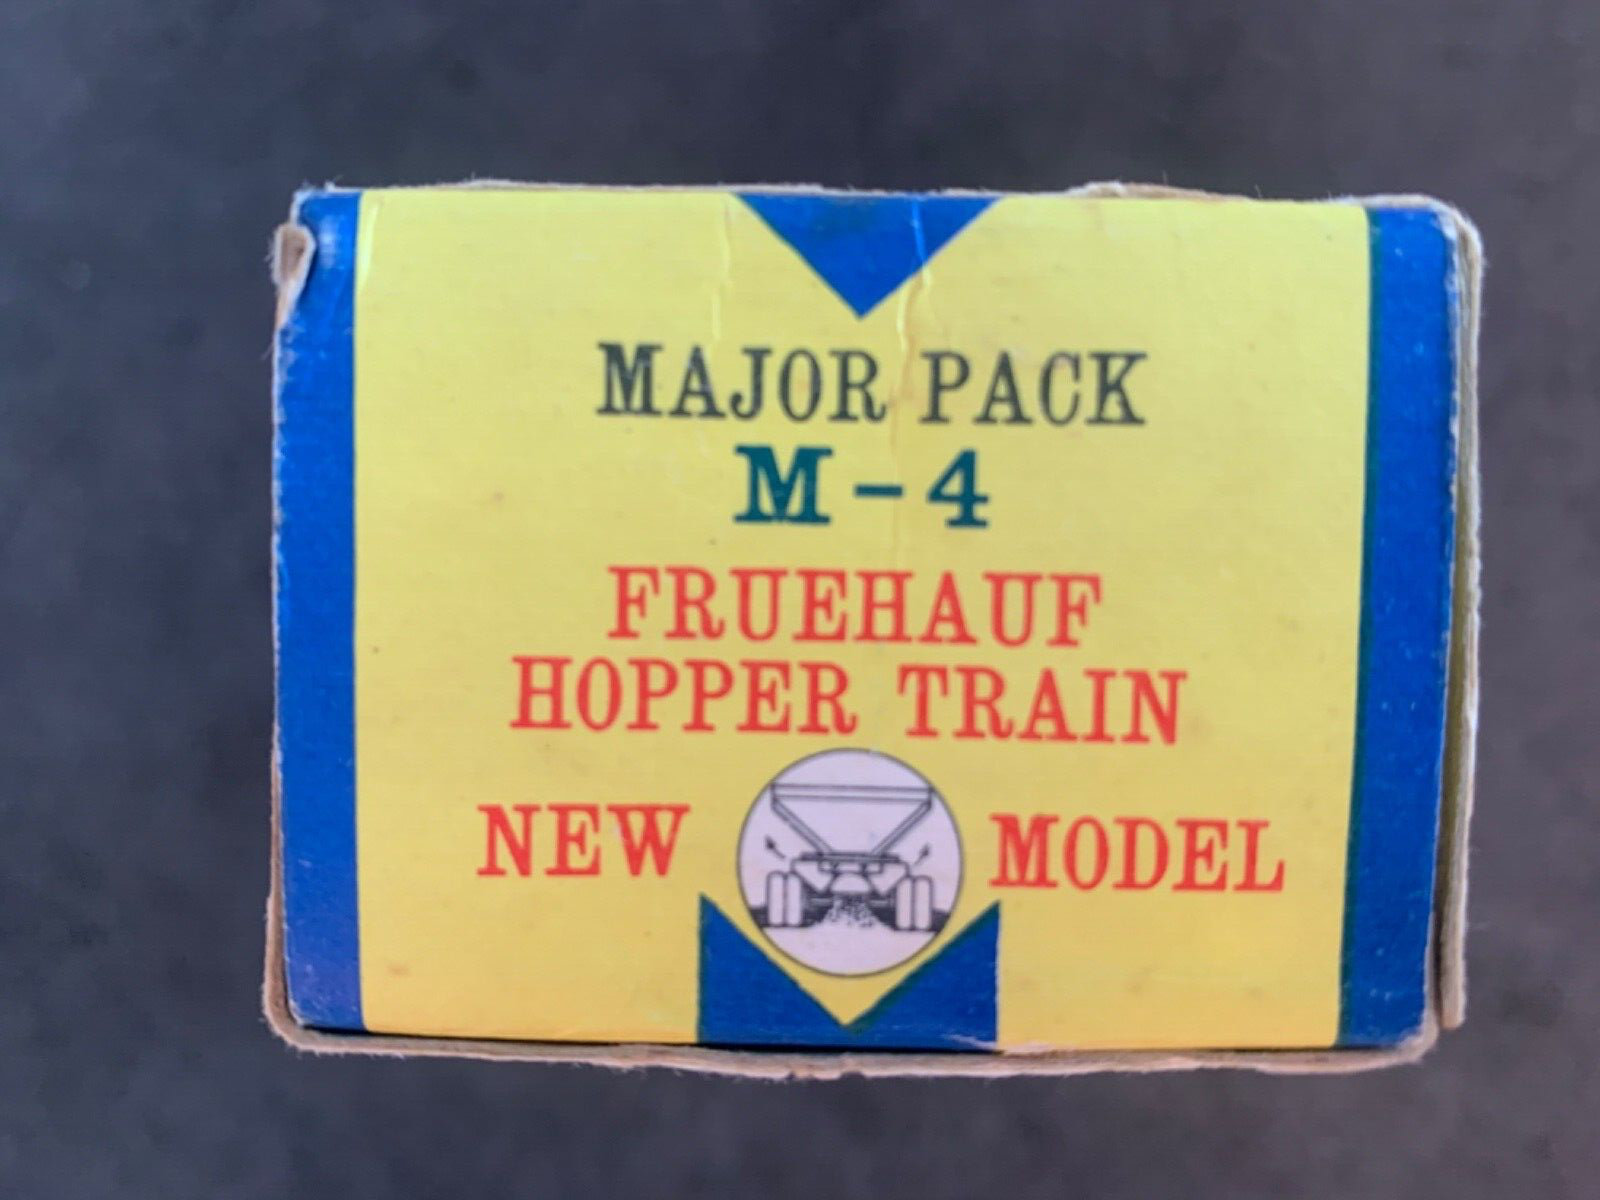 MAJOR PACK
M-4
FRUEHAUF
HOPPER TRAIN
NEW MODEL